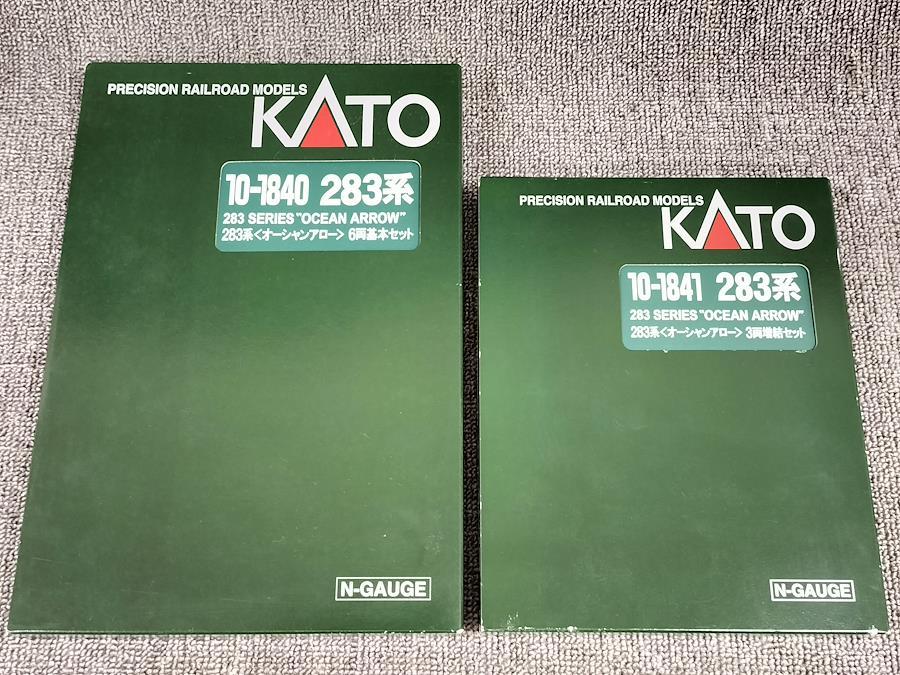 PRECISION RAILROAD MODELS
KATO
10-1840 283系
283 SERIES "OCEAN ARROW"
283系<オーシャンアロー> 6両基本セット
N-GAUGE
PRECISION RAILROAD MODELS
KATO
10-1841 283系
283 SERIES "OCEAN ARROW"
283系<オーシャンアロー> 3両増結セット
N-GAUGE